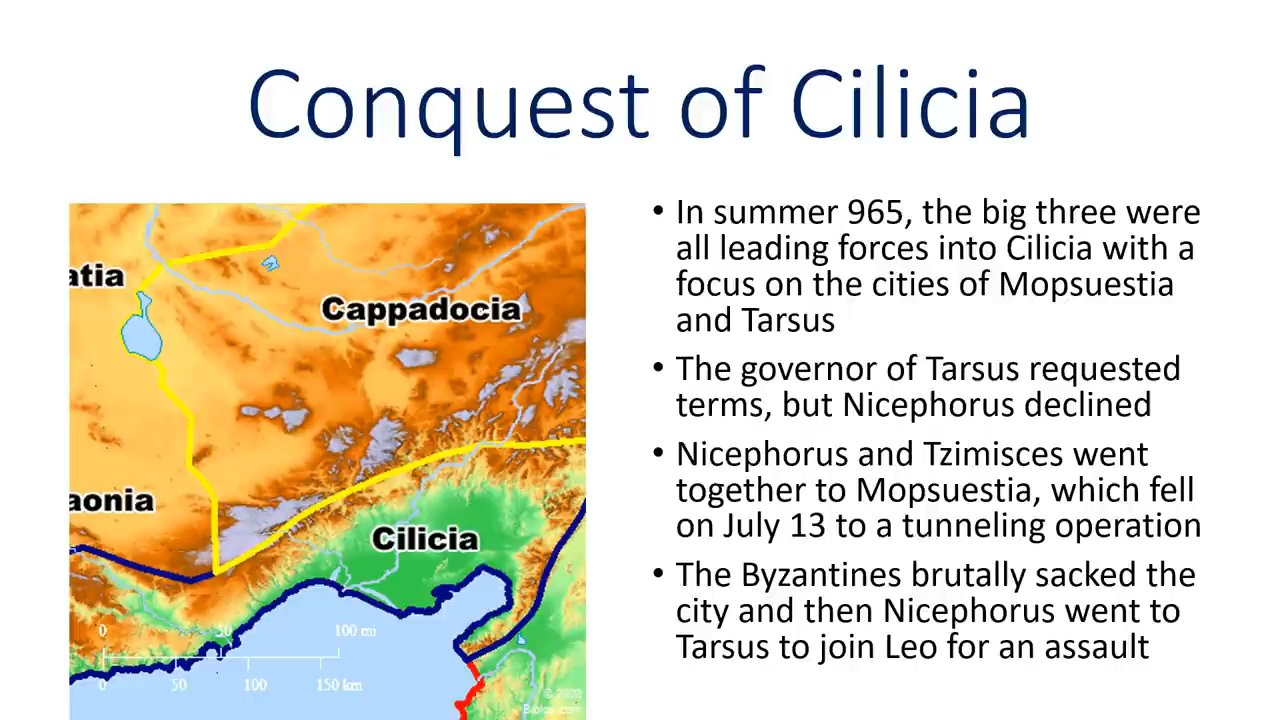 Conquest of Cilicia
• In summer 965, the big three were
all leading forces into Cilicia with a
focus on the cities of Mopsuestia
and Tarsus
• The governor of Tarsus requested
terms, but Nicephorus declined
• Nicephorus and Tzimisces went
together to Mopsuestia, which fell
on July 13 to a tunneling operation
• The Byzantines brutally sacked the
city and then Nicephorus went to
Tarsus to join Leo for an assault
atia
Cappadocia
aonia
Cilicia
0 50 100 mi
0 50 100 150 km